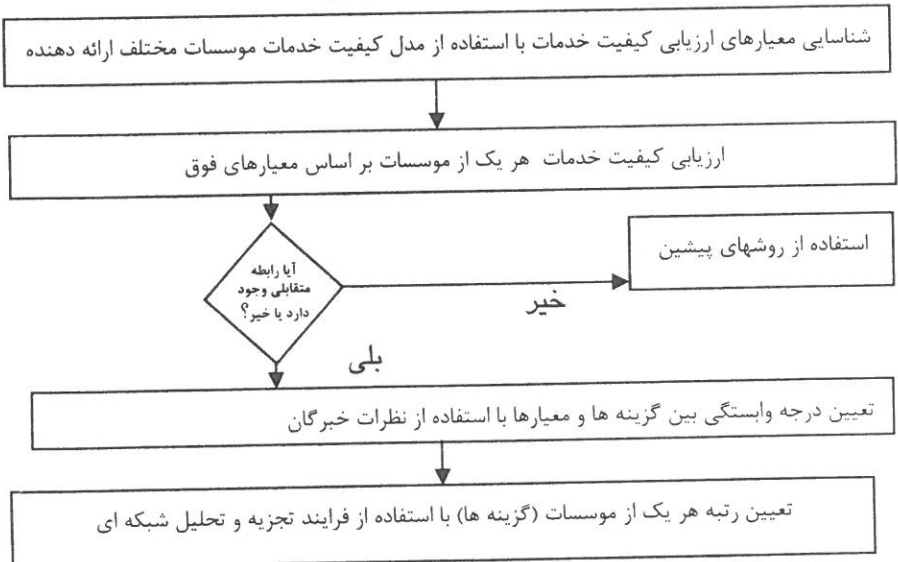 شناسایی معیارهای ارزیابی کیفیت خدمات با استفاده از مدل کیفیت خدمات موسسات مختلف ارائه دهنده
ارزیابی کیفیت خدمات هر یک از موسسات بر اساس معیارهای فوق
استفاده از روشهای پیشین
آیا رابطه
متقابلی وجود
دارد یا خیر؟
خیر
بلی
تعیین درجه وابستگی بین گزینه ها و معیارها با استفاده از نظرات خبرگان
تعیین رتبه هر یک از موسسات (گزینه ها) با استفاده از فرایند تجزیه و تحلیل شبکه ای